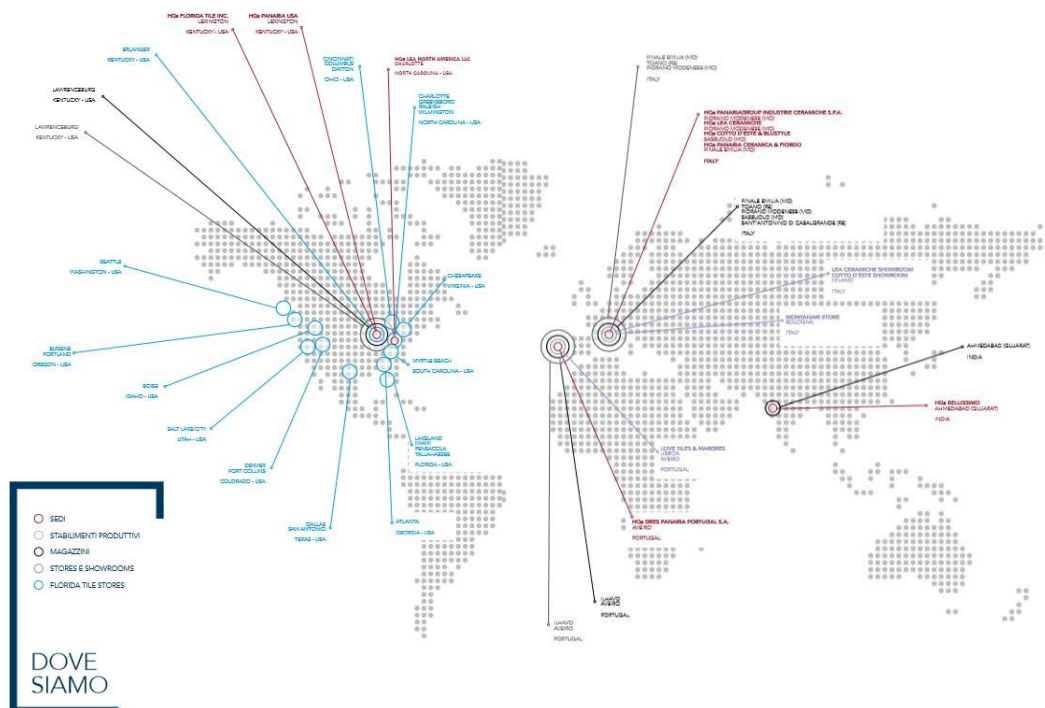 HQs FLORIDA TILE INC.
LEXINGTON
KENTUCKY - USA
HQs PANARIA USA
LEXINGTON
KENTUCKY - USA
ERLANGER
KENTUCKY - USA
CINCINNATI
COLUMBUS
DAYTON
OHIO - USA
HQs LEA NORTH AMERICA LLC
CHARLOTTE
NORTH CAROLINA - USA
LAWRENCEBURG
KENTUCKY - USA
CHARLOTTE
GREENSBORO
RALEIGH
WILMINGTON
NORTH CAROLINA - USA
LAWRENCEBURG
KENTUCKY - USA
FINALE EMILIA (MO)
TOANO (RE)
FIORANO MODENESE (MO)
ITALY
HQs PANARIAGROUP INDUSTRIE CERAMICHE S.P.A.
FIORANO MODENESE (MO)
HQs LEA CERAMICHE
FIORANO MODENESE (MO)
HQs COTTO D'ESTE & BLUSTYLE
SASSUOLO (MO)
HQs PANARIA CERAMICA & FIORDO
FINALE EMILIA (MO)
ITALY
FINALE EMILIA (MO)
TOANO (RE)
FIORANO MODENESE (MO)
SASSUOLO (MO)
SANT'ANTONINO DI CASALGRANDE (RE)
ITALY
SEATTLE
WASHINGTON - USA
CHESAPEAKE
VIRGINIA - USA
LEA CERAMICHE SHOWROOM
COTTO D'ESTE SHOWROOM
MILANO
ITALY
MONTANARI STORE
BOLOGNA
ITALY
EUGENE
PORTLAND
OREGON - USA
AHMEDABAD (GUJARAT)
INDIA
MYRTLE BEACH
SOUTH CAROLINA - USA
BOISE
IDAHO - USA
HQs BELLISSIMO
AHMEDABAD (GUJARAT)
INDIA
SALT LAKE CITY
UTAH - USA
LAKELAND
MIAMI
PENSACOLA
TALLAHASSEE
FLORIDA - USA
LOVE TILES & MARGRES
LISBOA
AVEIRO
PORTUGAL
DENVER
FORT COLLINS
COLORADO - USA
DALLAS
SAN ANTONIO
TEXAS - USA
ATLANTA
GEORGIA - USA
HQs GRES PANARIA PORTUGAL S.A.
AVEIRO
PORTUGAL
SEDI
STABILIMENTI PRODUTTIVI
MAGAZZINI
STORES E SHOWROOMS
FLORIDA TILE STORES
ILHAVO
AVEIRO
PORTUGAL
ILHAVO
AVEIRO
PORTUGAL
DOVE
SIAMO